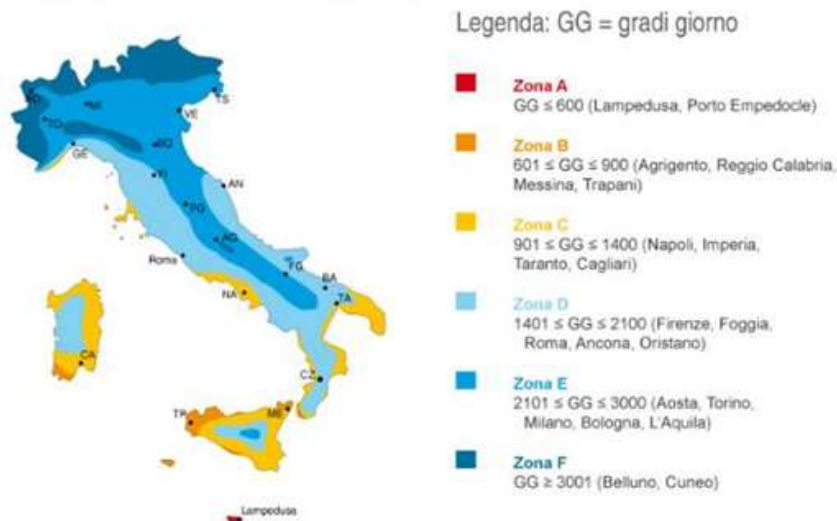 Legenda: GG = gradi giorno
Zona A
GG ≤ 600 (Lampedusa, Porto Empedocle)
Zona B
601 ≤ GG ≤ 900 (Agrigento, Reggio Calabria,
Messina, Trapani)
Zona C
901 ≤ GG ≤ 1400 (Napoli, Imperia,
Taranto, Cagliari)
Zona D
1401 ≤ GG ≤ 2100 (Firenze, Foggia,
Roma, Ancona, Oristano)
Zona E
2101 ≤ GG ≤ 3000 (Aosta, Torino,
Milano, Bologna, L'Aquila)
Zona F
GG ≥ 3001 (Belluno, Cuneo)
MI
TS
VE
TO
BO
GE
FI
AN
PG
AG
Roma
FG
BA
NA
TA
CA
CZ
TP
ME
Lampedusa